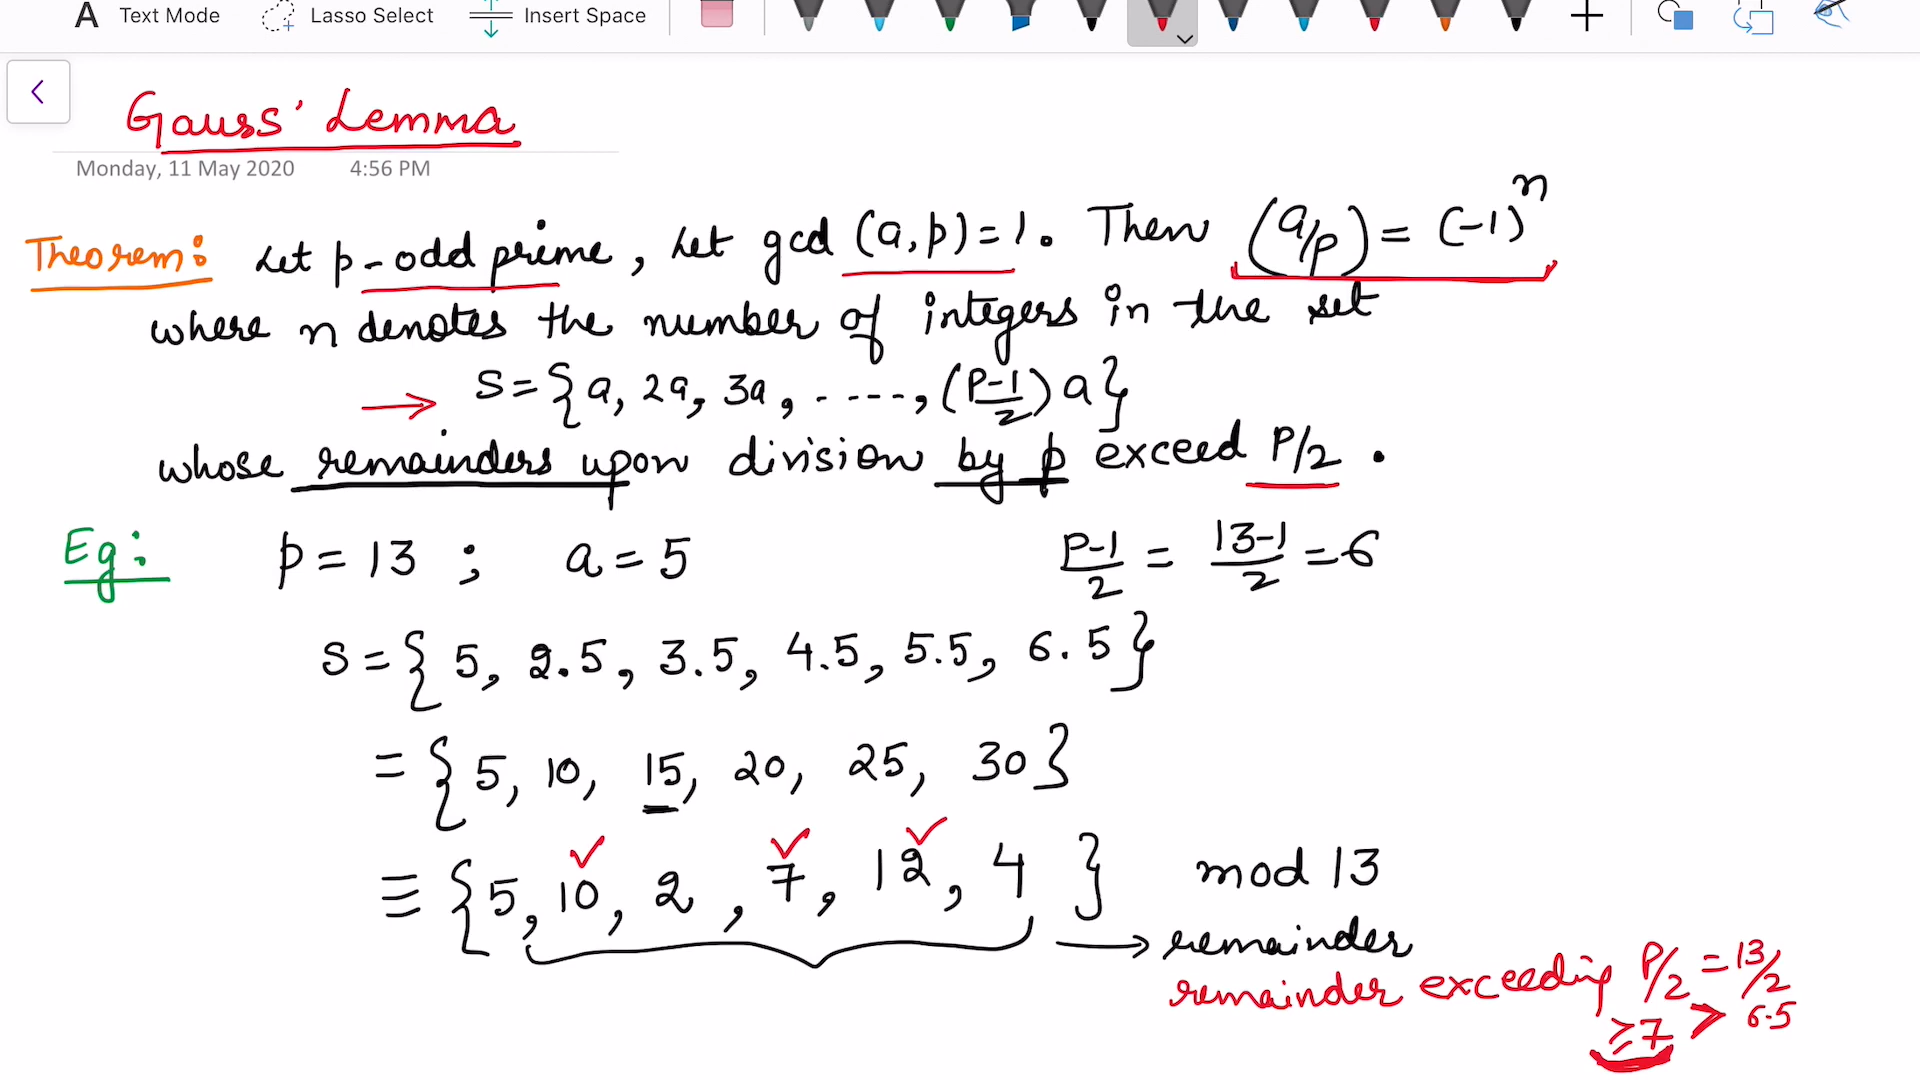 Text Mode Lasso Select Insert Space
Gauss' Lemma
Monday, 11 May 2020 4:56 PM
Theorem: Let p-odd prime, Let gcd (a,p)=1. Then (a/p) = (-1)^n
where n denotes the number of integers in the set
→ S={a, 2a, 3a, ....., (P-1/2)a}
whose remainders upon division by p exceed P/2.
Eg: p=13 ; a=5 P-1/2 = 13-1/2 =6
S={5, 2.5, 3.5, 4.5, 5.5, 6.5}
={5, 10, 15, 20, 25, 30}
≡{5, 10, 2, 7, 12, 4} mod 13
→ remainder
remainder exceeding P/2 = 13/2
≥7 > 6.5